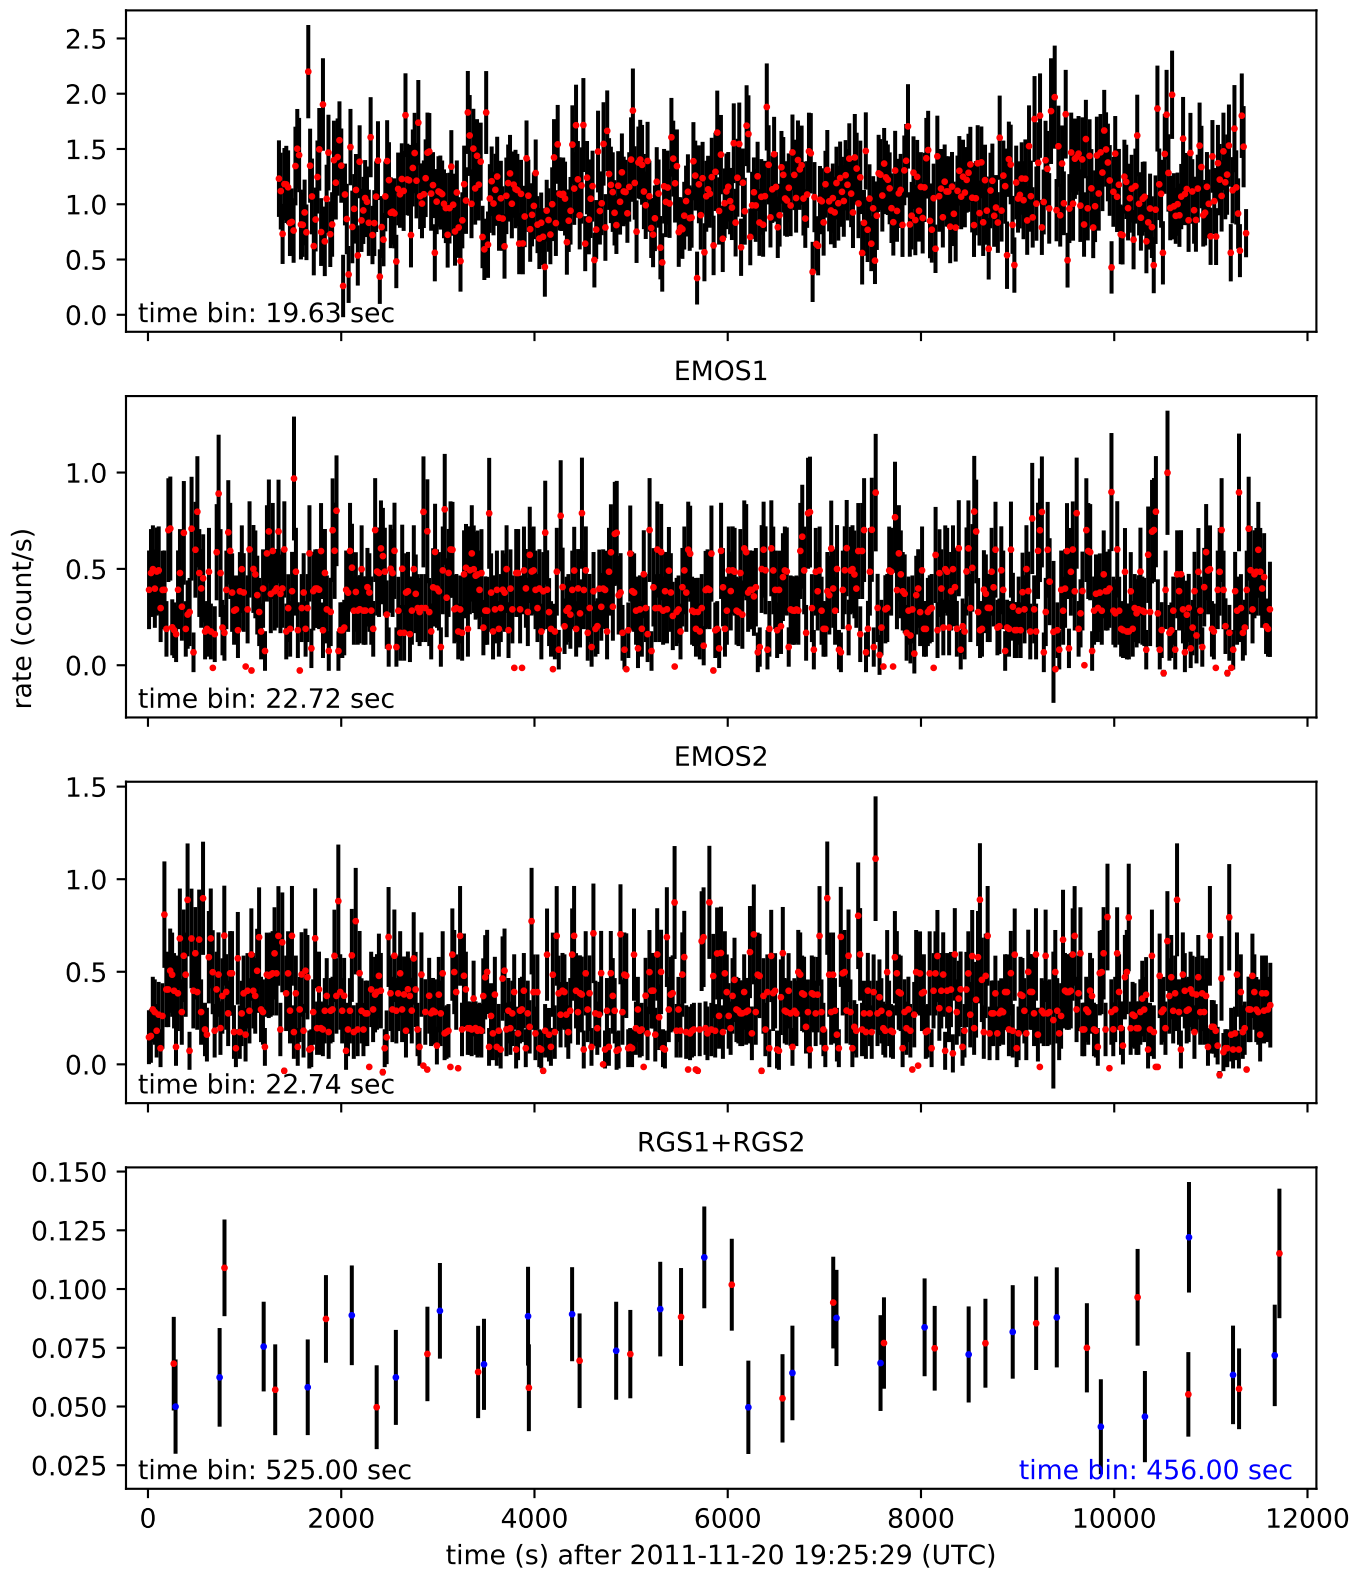 2.5
2.0
1.5
1.0
0.5
0.0
time bin: 19.63 sec
EMOS1
1.0
0.5
0.0
time bin: 22.72 sec
rate (count/s)
EMOS2
1.5
1.0
0.5
0.0
time bin: 22.74 sec
RGS1+RGS2
0.150
0.125
0.100
0.075
0.050
0.025
time bin: 525.00 sec
time bin: 456.00 sec
0 2000 4000 6000 8000 10000 12000
time (s) after 2011-11-20 19:25:29 (UTC)